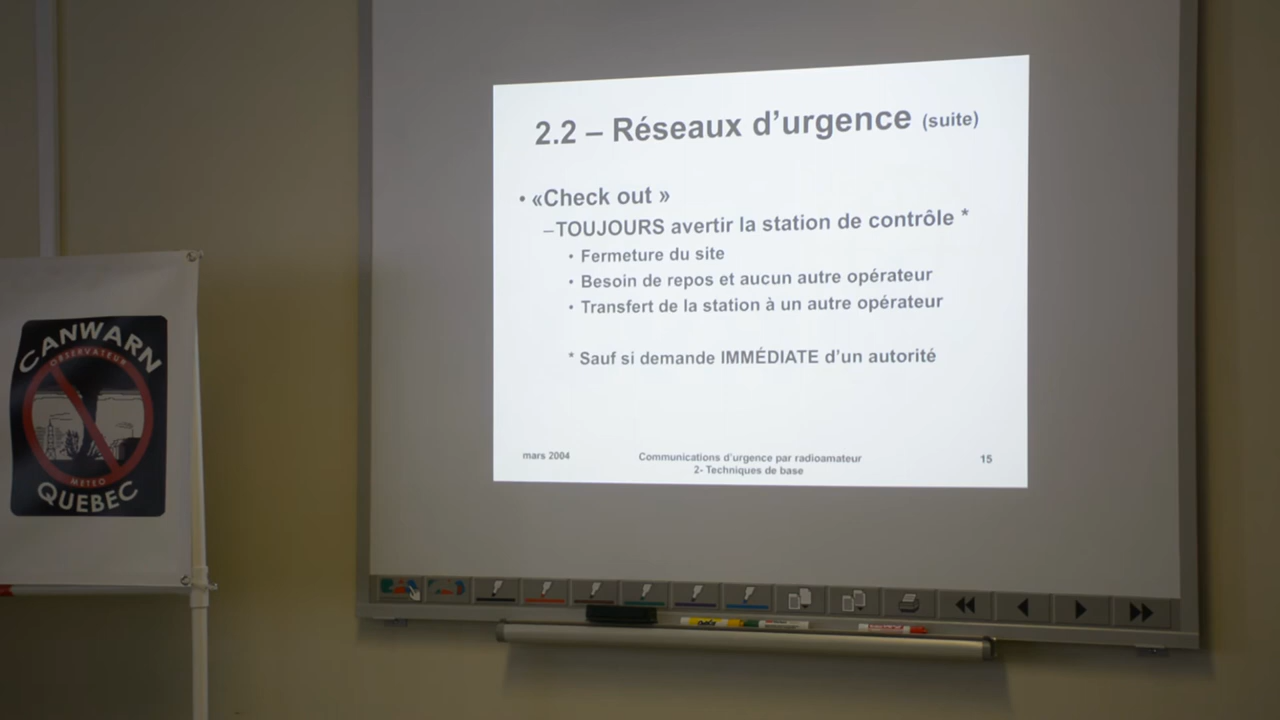 2.2 – Réseaux d'urgence (suite)
• «Check out »
–TOUJOURS avertir la station de contrôle *
• Fermeture du site
• Besoin de repos et aucun autre opérateur
• Transfert de la station à un autre opérateur
* Sauf si demande IMMÉDIATE d'un autorité
mars 2004
Communications d'urgence par radioamateur
2- Techniques de base
15
CANWARN
OBSERVATEUR
METEO
QUEBEC